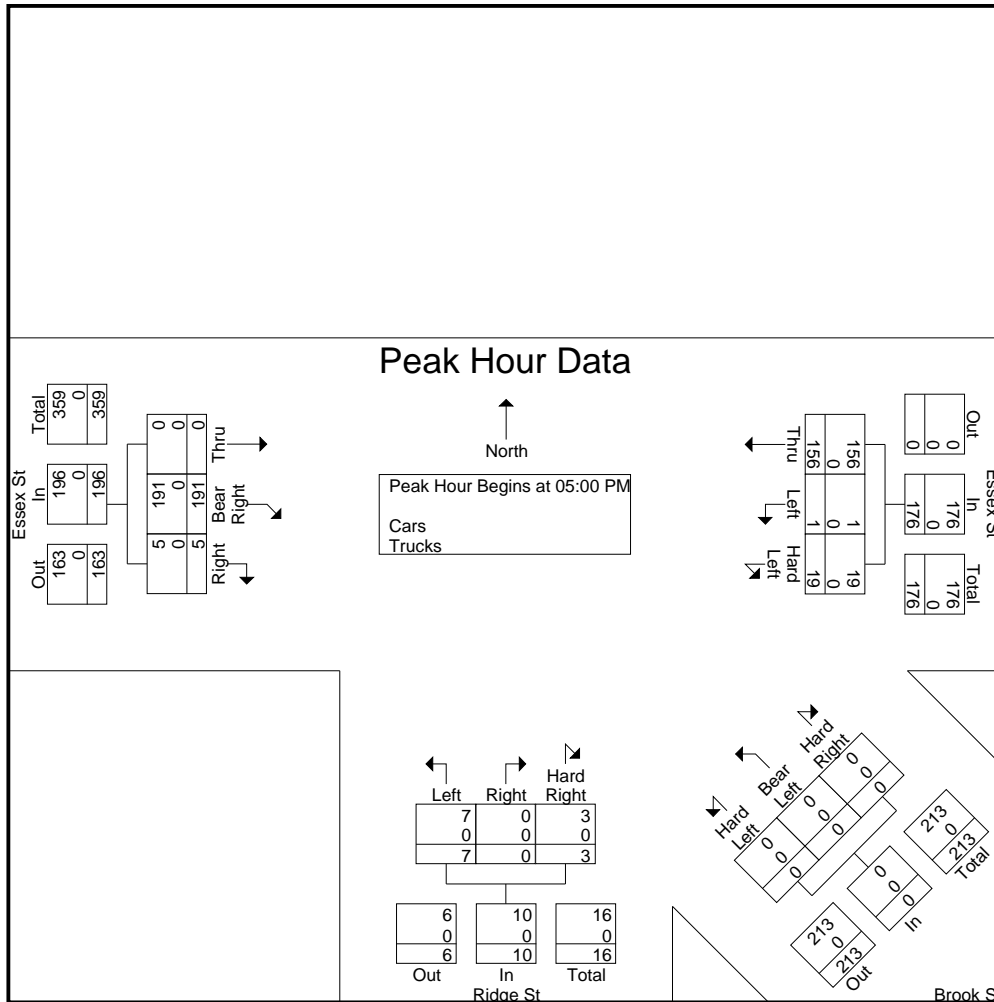 Peak Hour Data
North
Peak Hour Begins at 05:00 PM
Cars
Trucks
Essex St
Total
359
0
359
In
196
0
196
Out
163
0
163
Thru
0
0
0
Bear
Right
191
0
191
Right
5
0
5
Thru
156
0
156
Left
1
0
1
Hard
Left
19
0
19
Out
0
0
0
In
176
0
176
Total
176
0
176
Essex St
Left
7
0
7
Right
0
0
0
Hard
Right
3
0
3
6
0
6
Out
10
0
10
In
16
0
16
Total
Ridge St
Hard
Left
0
0
Bear
Left
0
0
0
Hard
Right
0
0
213
0
213
Out
0
0
0
In
213
0
213
Total
Brook S